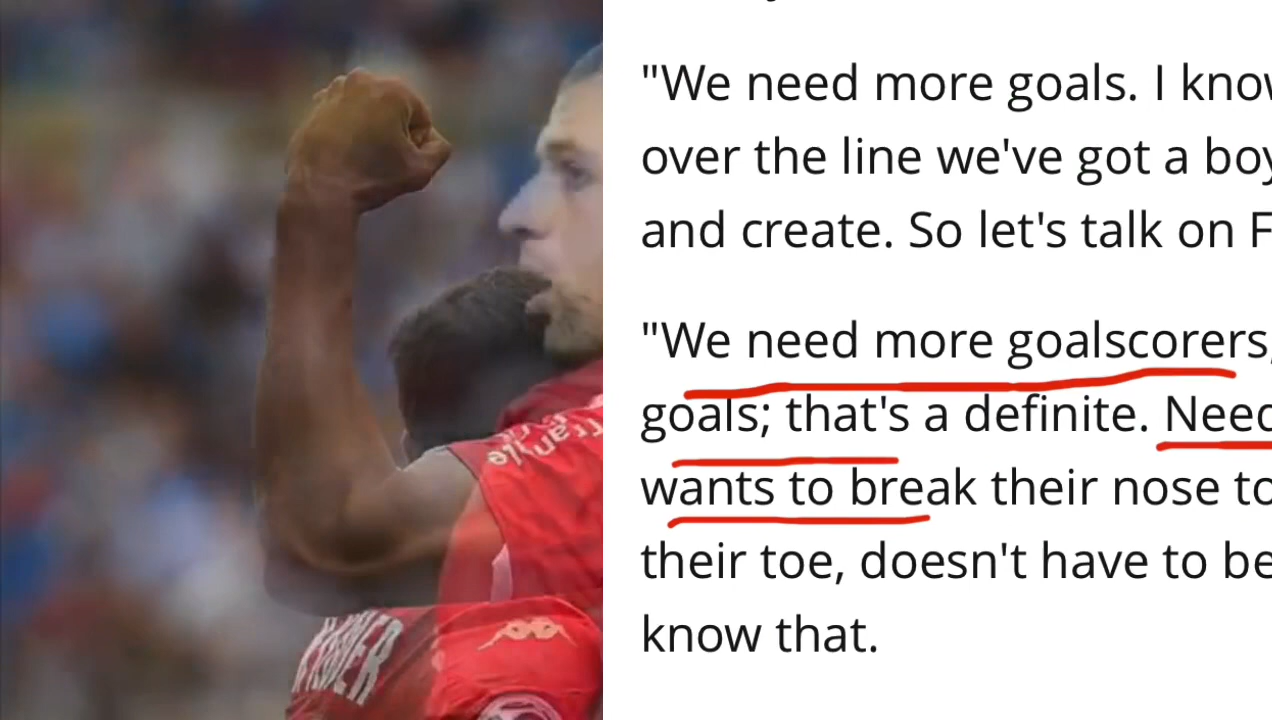 "We need more goals. I know
over the line we've got a boy
and create. So let's talk on F
"We need more goalscorers,
goals; that's a definite. Need
wants to break their nose to
their toe, doesn't have to be
know that.